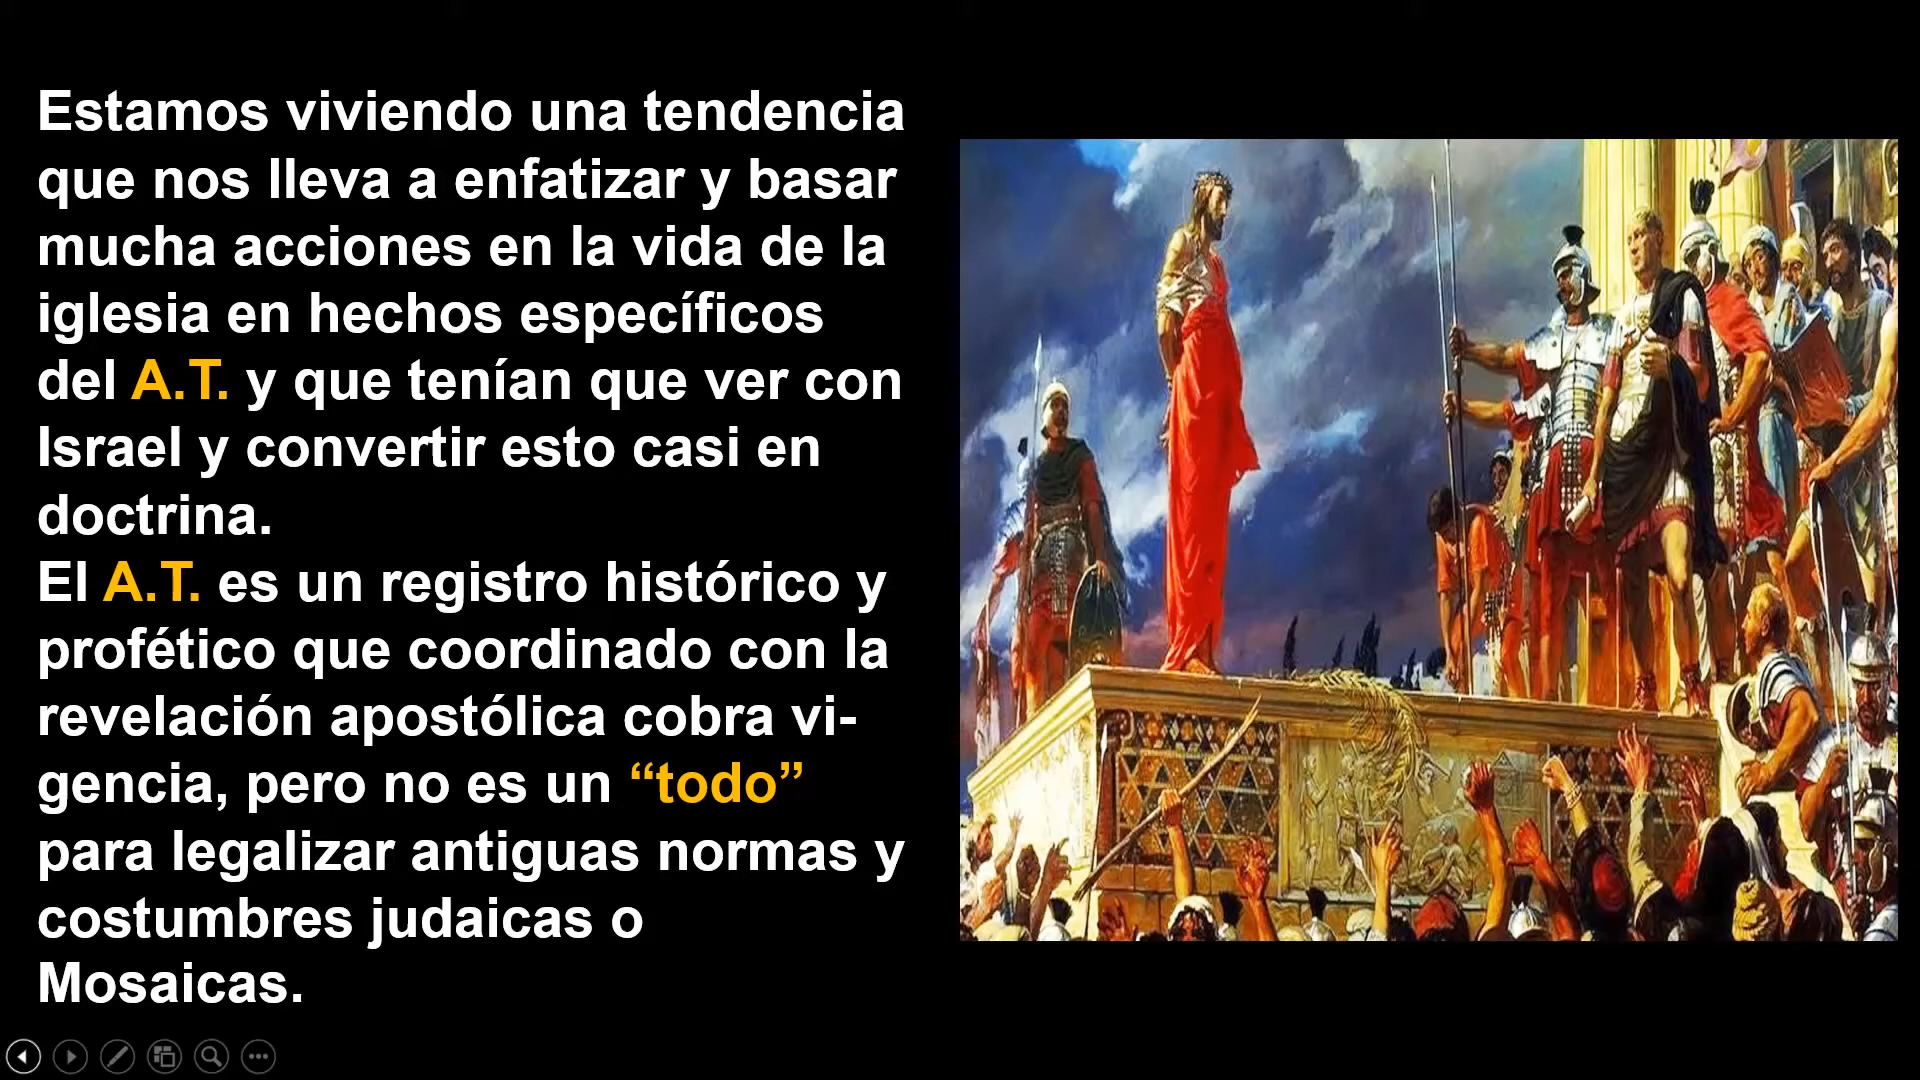 Estamos viviendo una tendencia
que nos lleva a enfatizar y basar
mucha acciones en la vida de la
iglesia en hechos específicos
del A.T. y que tenían que ver con
Israel y convertir esto casi en
doctrina.
El A.T. es un registro histórico y
profético que coordinado con la
revelación apostólica cobra vi-
gencia, pero no es un “todo”
para legalizar antiguas normas y
costumbres judaicas o
Mosaicas.